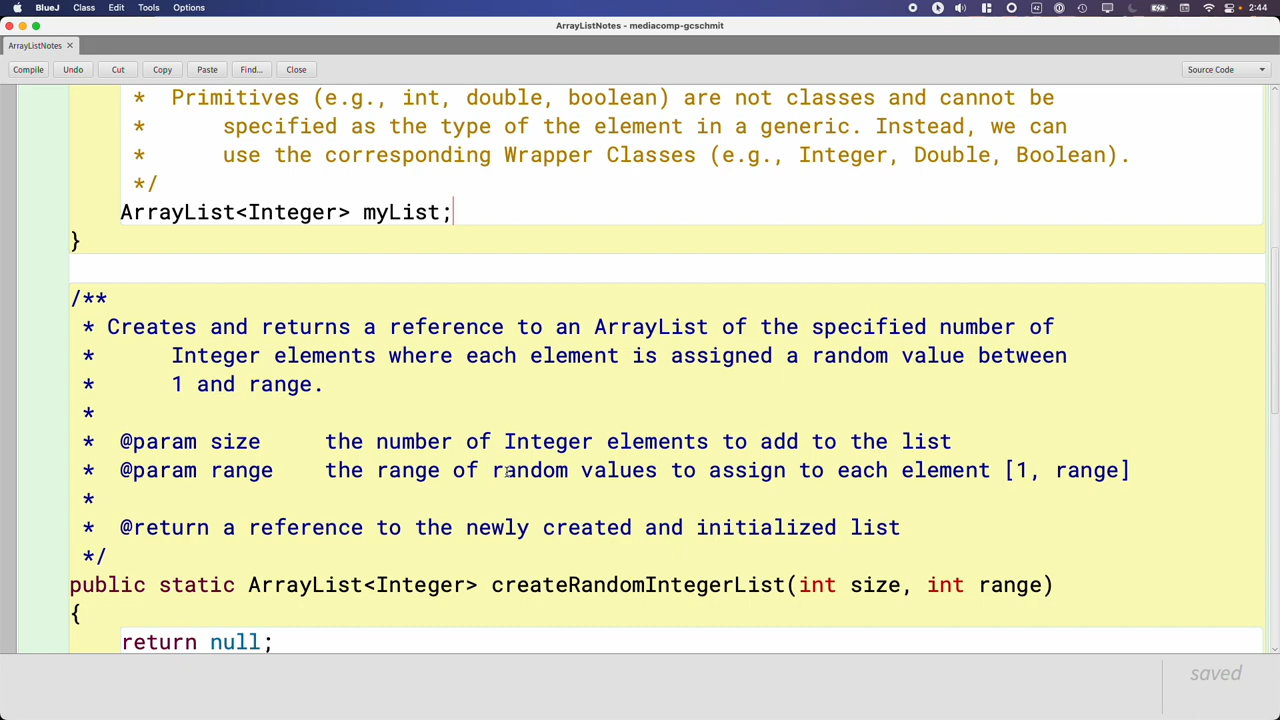 BlueJ Class Edit Tools Options 42 2:44
ArrayListNotes - mediacomp-gcschmit
ArrayListNotes ×
Compile Undo Cut Copy Paste Find... Close Source Code
* Primitives (e.g., int, double, boolean) are not classes and cannot be
* specified as the type of the element in a generic. Instead, we can
* use the corresponding Wrapper Classes (e.g., Integer, Double, Boolean).
*/
ArrayList<Integer> myList;
}
/**
* Creates and returns a reference to an ArrayList of the specified number of
* Integer elements where each element is assigned a random value between
* 1 and range.
*
* @param size the number of Integer elements to add to the list
* @param range the range of random values to assign to each element [1, range]
*
* @return a reference to the newly created and initialized list
*/
public static ArrayList<Integer> createRandomIntegerList(int size, int range)
{
return null;
saved